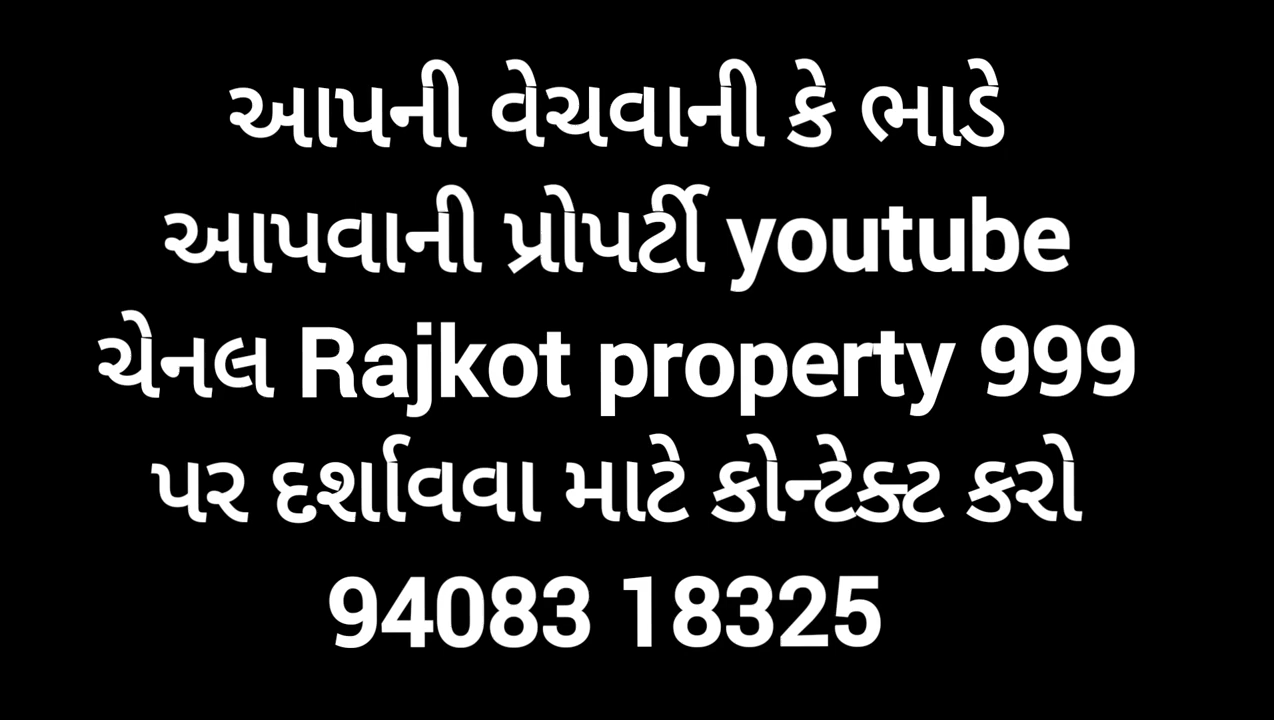 આપની વેચવાની કે ભાડે
આપવાની પ્રોપર્ટી youtube
ચેનલ Rajkot property 999
પર દર્શાવવા માટે કોન્ટેક્ટ કરો
94083 18325